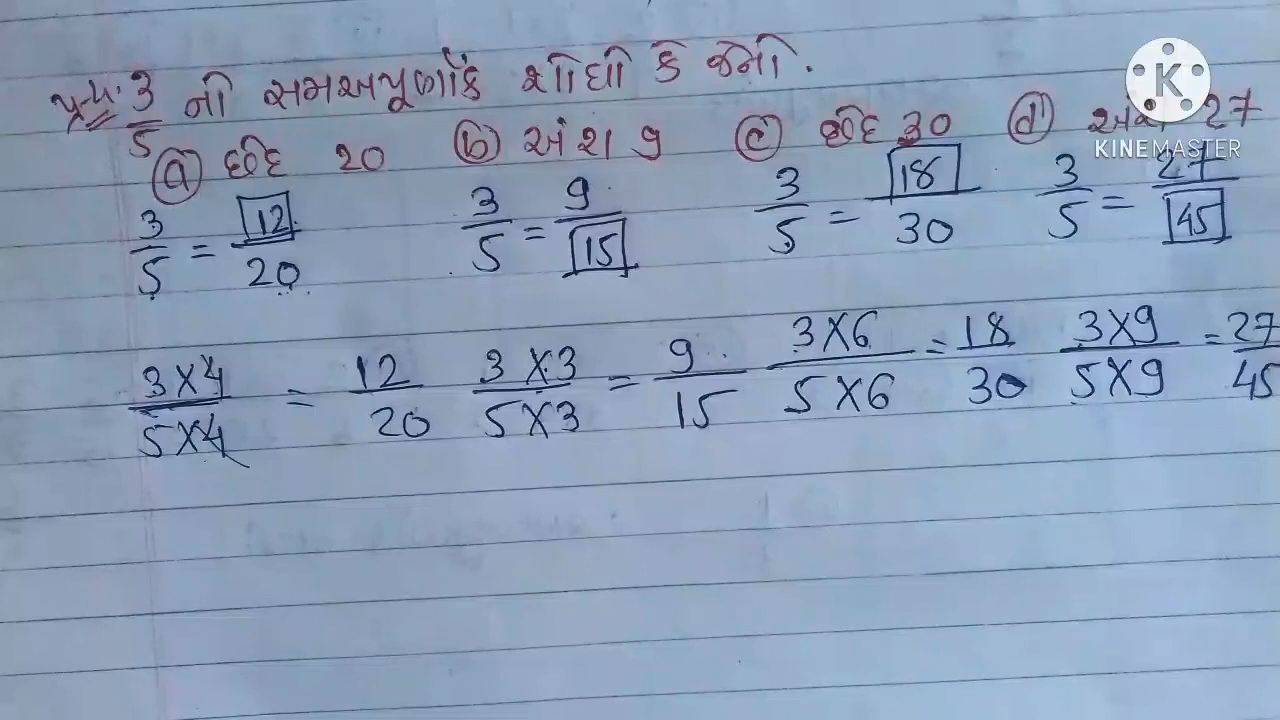 પ્ર-૫. 3/5 નો સમઅપૂર્ણાંક શોધો કે જેનો.
(a) છેદ 20 (b) અંશ 9 (c) છેદ 30 (d) અંશ 27
3/5 = 12/20 3/5 = 9/15 3/5 = 18/30 3/5 = 27/45
3X4/5X4 = 12/20 3X3/5X3 = 9/15 3X6/5X6 = 18/30 3X9/5X9 = 27/45
K
KINEMASTER